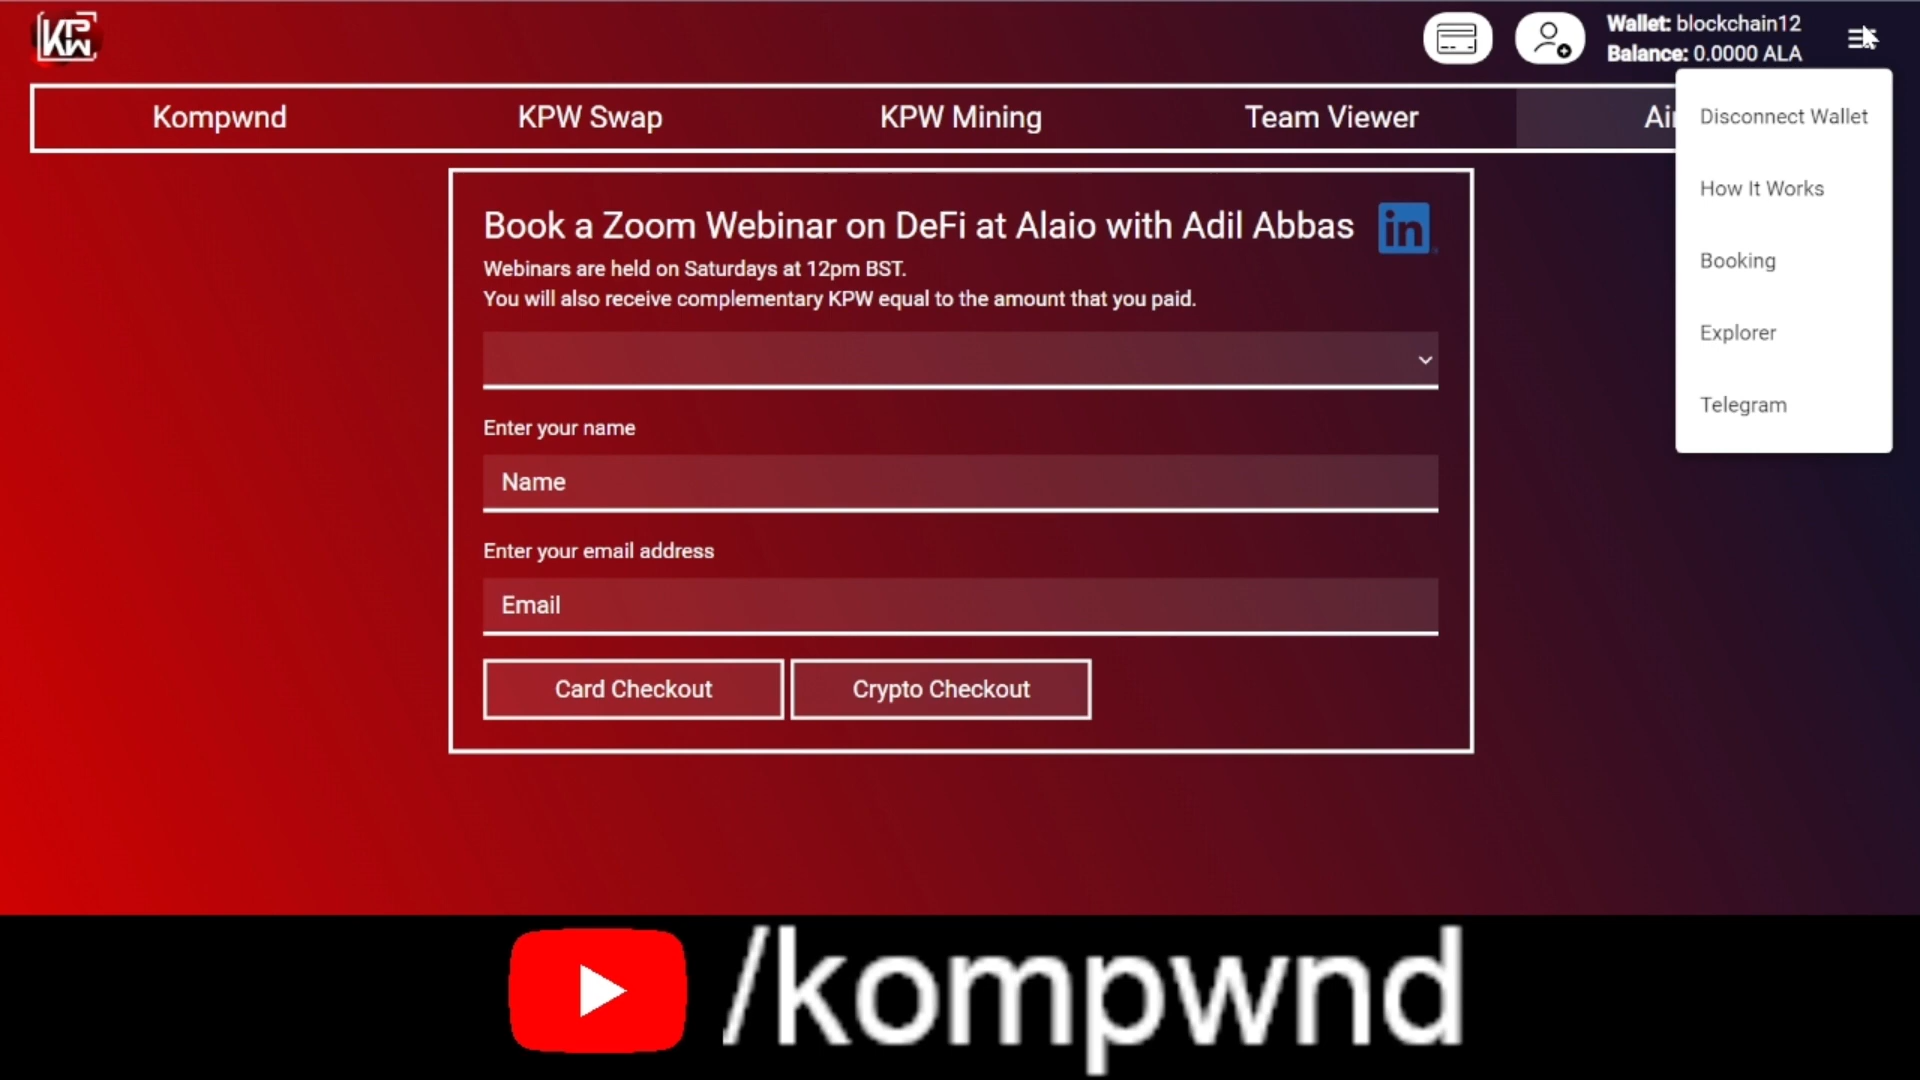 KPW
Wallet: blockchain12
Balance: 0.0000 ALA
Kompwnd
KPW Swap
KPW Mining
Team Viewer
Disconnect Wallet
How It Works
Booking
Explorer
Telegram
Book a Zoom Webinar on DeFi at Alaio with Adil Abbas
in
Webinars are held on Saturdays at 12pm BST.
You will also receive complementary KPW equal to the amount that you paid.
Enter your name
Name
Enter your email address
Email
Card Checkout
Crypto Checkout
/kompwnd